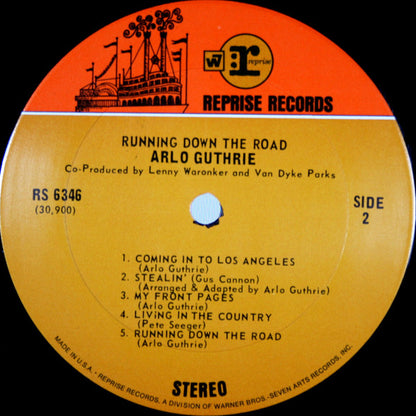 W7
r: reprise
REPRISE RECORDS
RUNNING DOWN THE ROAD
ARLO GUTHRIE
Co-Produced by Lenny Waronker and Van Dyke Parks
RS 6346
(30,900)
SIDE
2
1. COMING IN TO LOS ANGELES
(Arlo Guthrie)
2. STEALIN' (Gus Cannon)
(Arranged & Adapted by Arlo Guthrie)
3. MY FRONT PAGES
(Arlo Guthrie)
4. LIVING IN THE COUNTRY
(Pete Seeger)
5. RUNNING DOWN THE ROAD
(Arlo Guthrie)
STEREO
MADE IN U.S.A. - REPRISE RECORDS, A DIVISION OF WARNER BROS.-SEVEN ARTS RECORDS, INC.